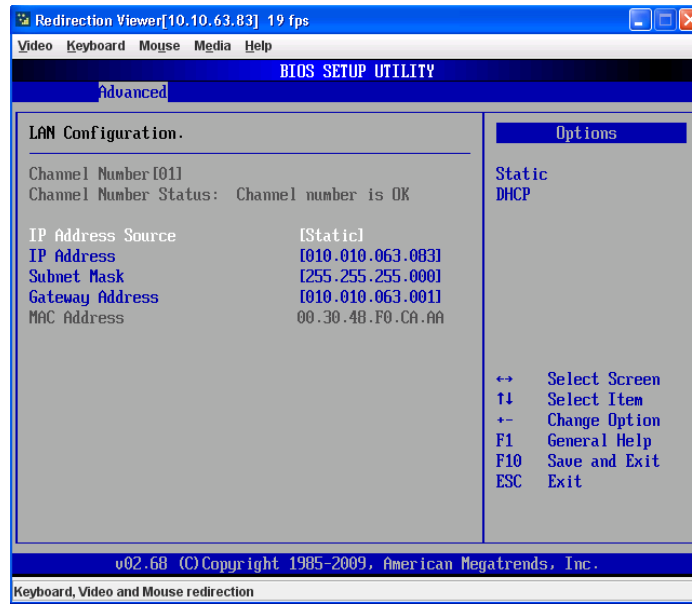 Redirection Viewer[10.10.63.83] 19 fps
Video Keyboard Mouse Media Help
BIOS SETUP UTILITY
Advanced
LAN Configuration.
Options
Channel Number[01]
Channel Number Status: Channel number is OK
Static
DHCP
IP Address Source [Static]
IP Address [010.010.063.083]
Subnet Mask [255.255.255.000]
Gateway Address [010.010.063.001]
MAC Address 00.30.48.F0.CA.AA
↔ Select Screen
↑↓ Select Item
+- Change Option
F1 General Help
F10 Save and Exit
ESC Exit
v02.68 (C)Copyright 1985-2009, American Megatrends, Inc.
Keyboard, Video and Mouse redirection